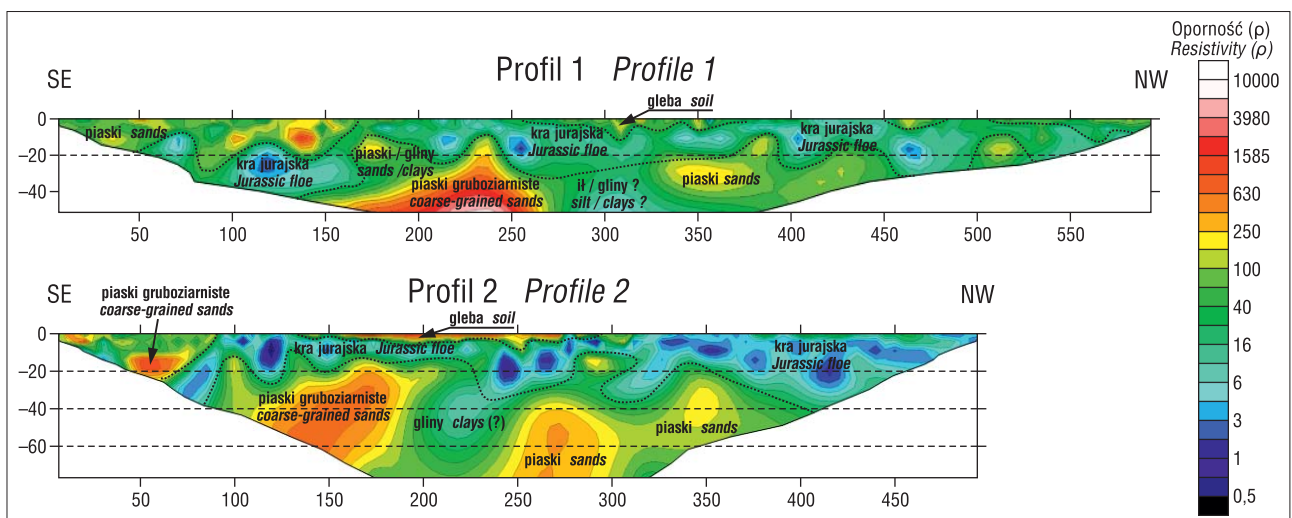 Oporność (ρ)
Resistivity (ρ)
10000
3980
1585
630
250
100
40
16
6
3
1
0,5
SE
Profil 1 Profile 1
NW
gleba soil
0
–20
–40
piaski sands
kra jurajska
Jurassic floe
piaski / gliny
sands /clays
piaski gruboziarniste
coarse-grained sands
kra jurajska
Jurassic floe
ił / gliny ?
silt / clays ?
piaski sands
kra jurajska
Jurassic floe
50 100 150 200 250 300 350 400 450 500 550
SE
piaski gruboziarniste
coarse-grained sands
Profil 2 Profile 2
NW
gleba soil
0
–20
–40
–60
kra jurajska Jurassic floe
kra jurajska
Jurassic floe
piaski gruboziarniste
coarse-grained sands
gliny clays (?)
piaski sands
piaski sands
50 100 150 200 250 300 350 400 450